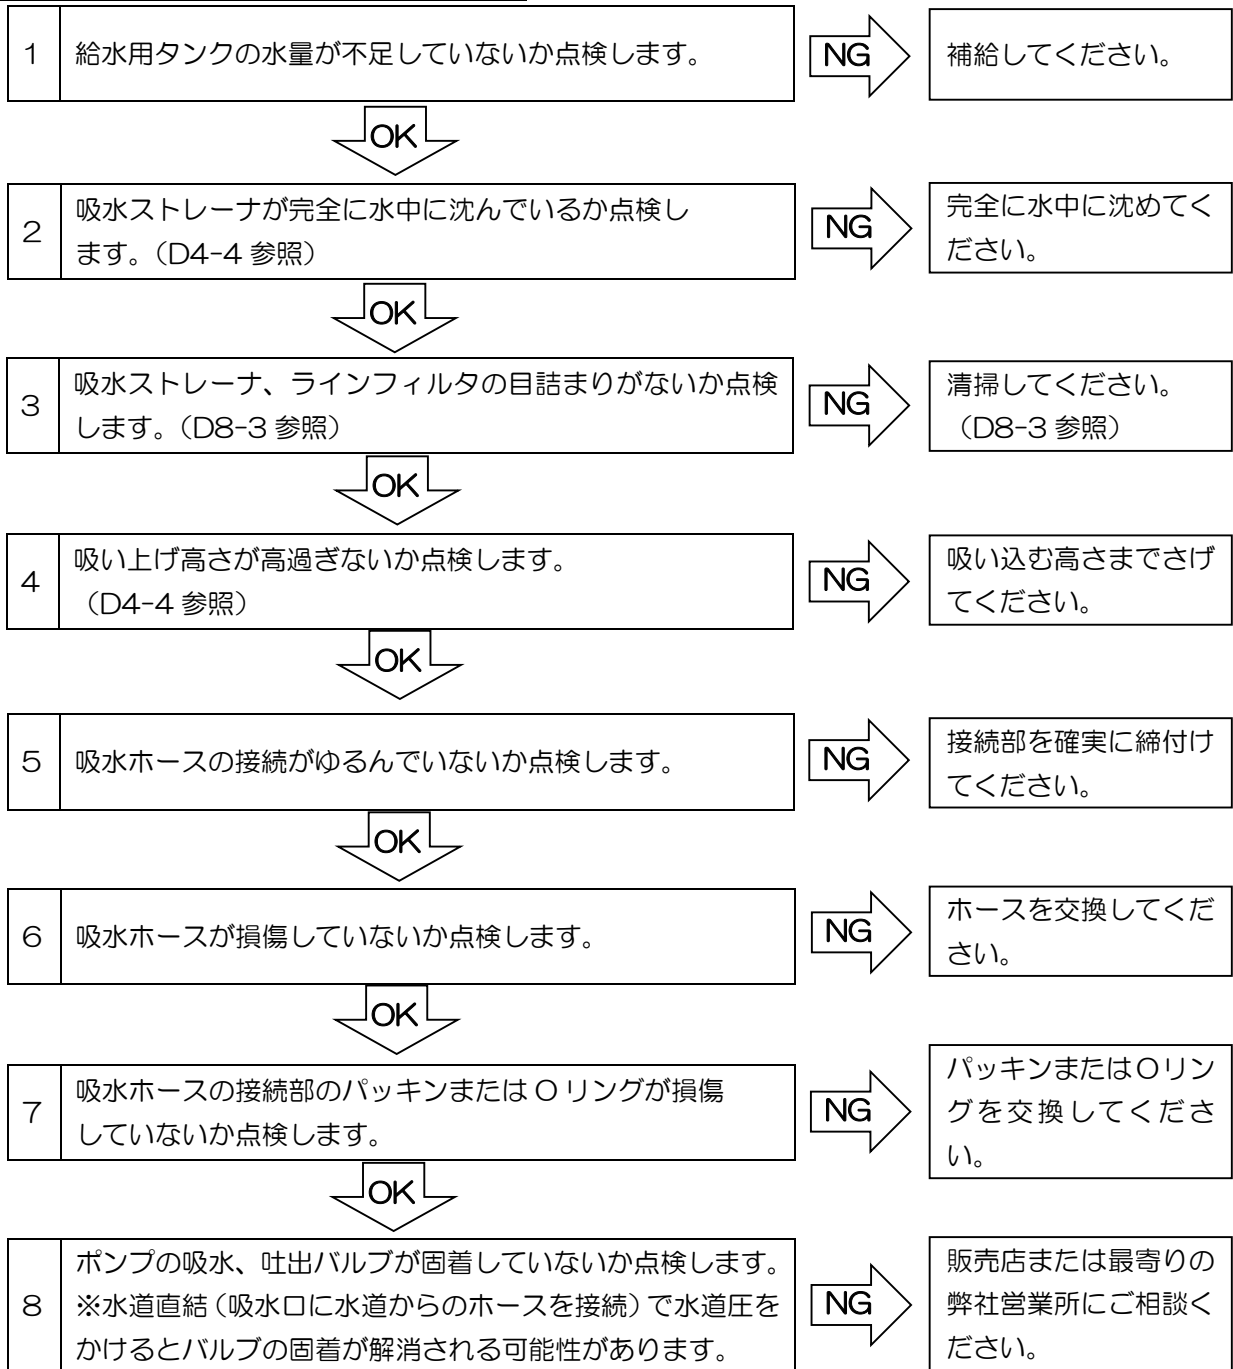 1
給水用タンクの水量が不足していないか点検します。
NG
補給してください。
OK
2
吸水ストレーナが完全に水中に沈んでいるか点検し
ます。（D4-4 参照）
NG
完全に水中に沈めてく
ださい。
OK
3
吸水ストレーナ、ラインフィルタの目詰まりがないか点検
します。（D8-3 参照）
NG
清掃してください。
（D8-3 参照）
OK
4
吸い上げ高さが高過ぎないか点検します。
（D4-4 参照）
NG
吸い込む高さまでさげ
てください。
OK
5
吸水ホースの接続がゆるんでいないか点検します。
NG
接続部を確実に締付け
てください。
OK
6
吸水ホースが損傷していないか点検します。
NG
ホースを交換してくだ
さい。
OK
7
吸水ホースの接続部のパッキンまたは O リングが損傷
していないか点検します。
NG
パッキンまたはOリン
グを交換してくださ
い。
OK
8
ポンプの吸水、吐出バルブが固着していないか点検します。
※水道直結（吸水口に水道からのホースを接続）で水道圧を
かけるとバルブの固着が解消される可能性があります。
NG
販売店または最寄りの
弊社営業所にご相談く
ださい。